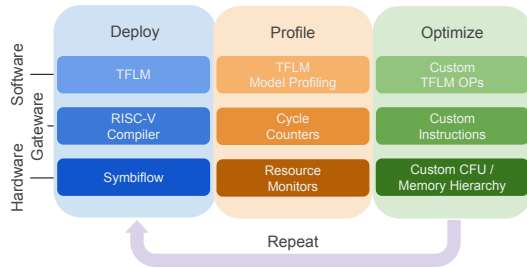 Deploy
Profile
Optimize
Software
TFLM
TFLM
Model Profiling
Custom
TFLM OPs
Gateware
RISC-V
Compiler
Cycle
Counters
Custom
Instructions
Hardware
Symbiflow
Resource
Monitors
Custom CFU /
Memory Hierarchy
Repeat